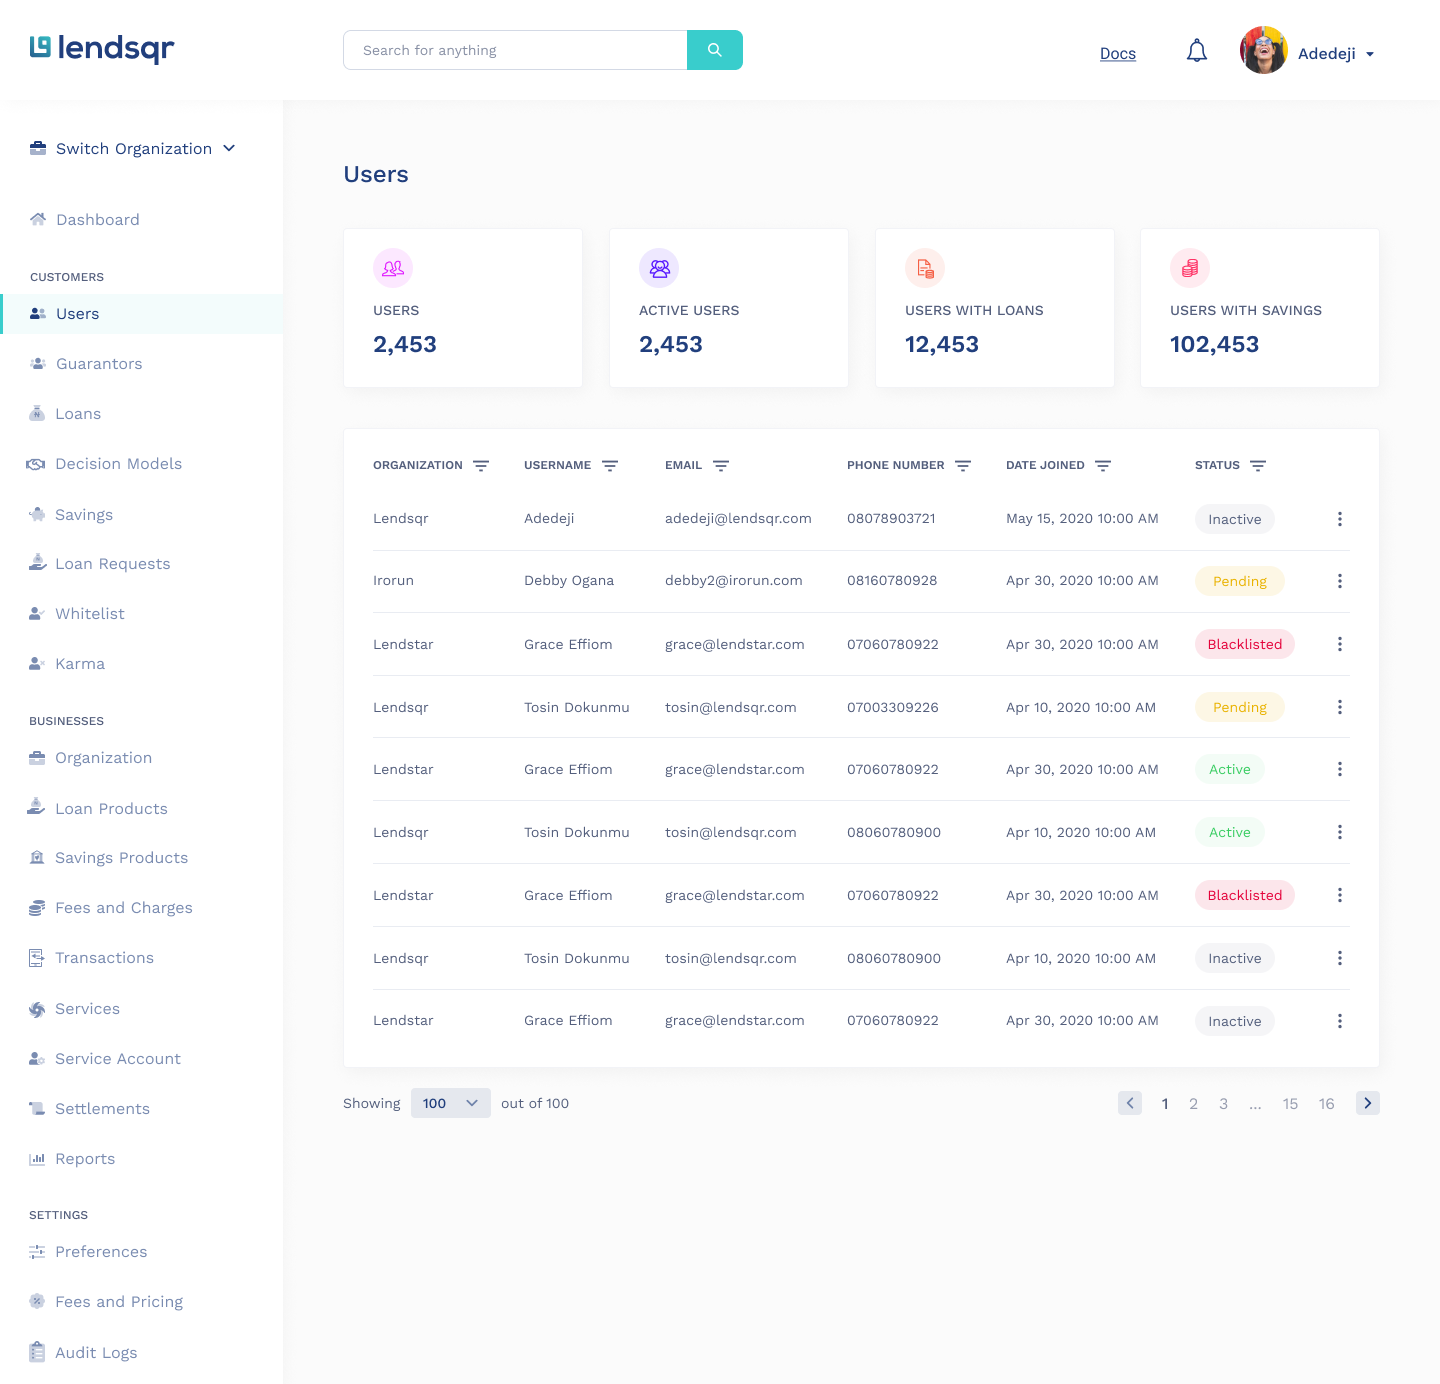 lendsqr
Search for anything
Docs
Adedeji
Switch Organization
Dashboard
CUSTOMERS
Users
Guarantors
Loans
Decision Models
Savings
Loan Requests
Whitelist
Karma
BUSINESSES
Organization
Loan Products
Savings Products
Fees and Charges
Transactions
Services
Service Account
Settlements
Reports
SETTINGS
Preferences
Fees and Pricing
Audit Logs
Users
USERS
2,453
ACTIVE USERS
2,453
USERS WITH LOANS
12,453
USERS WITH SAVINGS
102,453
ORGANIZATION USERNAME EMAIL PHONE NUMBER DATE JOINED STATUS
Lendsqr Adedeji adedeji@lendsqr.com 08078903721 May 15, 2020 10:00 AM Inactive
Irorun Debby Ogana debby2@irorun.com 08160780928 Apr 30, 2020 10:00 AM Pending
Lendstar Grace Effiom grace@lendstar.com 07060780922 Apr 30, 2020 10:00 AM Blacklisted
Lendsqr Tosin Dokunmu tosin@lendsqr.com 07003309226 Apr 10, 2020 10:00 AM Pending
Lendstar Grace Effiom grace@lendstar.com 07060780922 Apr 30, 2020 10:00 AM Active
Lendsqr Tosin Dokunmu tosin@lendsqr.com 08060780900 Apr 10, 2020 10:00 AM Active
Lendstar Grace Effiom grace@lendstar.com 07060780922 Apr 30, 2020 10:00 AM Blacklisted
Lendsqr Tosin Dokunmu tosin@lendsqr.com 08060780900 Apr 10, 2020 10:00 AM Inactive
Lendstar Grace Effiom grace@lendstar.com 07060780922 Apr 30, 2020 10:00 AM Inactive
Showing 100 out of 100
1 2 3 ... 15 16